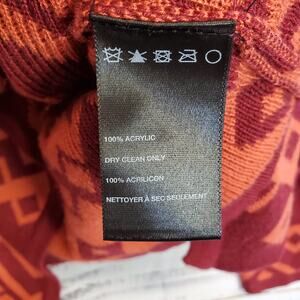 100% ACRYLIC
DRY CLEAN ONLY
100% ACRILICON
NETTOYER À SEC SEULEMENT